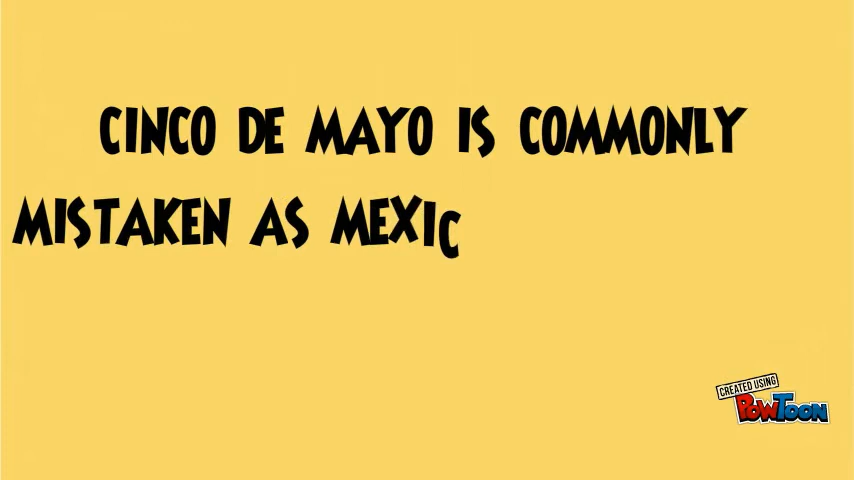 CINCO DE MAYO IS COMMONLY
MISTAKEN AS MEXIC
CREATED USING
POWTOON